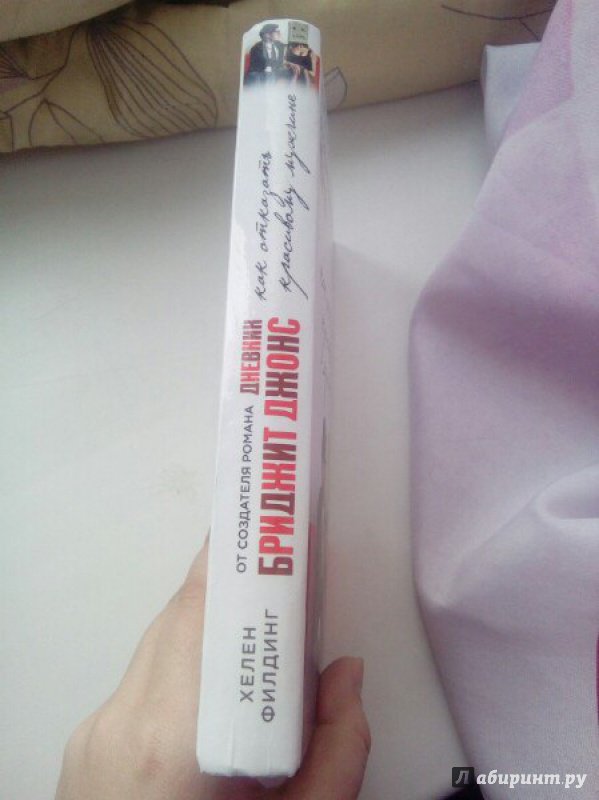 ХЕЛЕН
ФИЛДИНГ
ОТ СОЗДАТЕЛЯ РОМАНА ДНЕВНИК
БРИДЖИТ ДЖОНС
как отказать
красивому мужчине
Лабиринт.ру